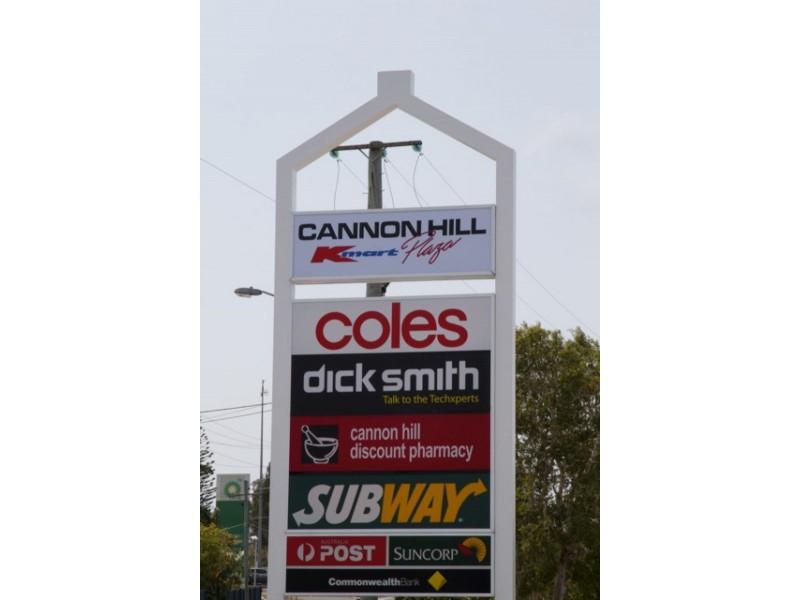 CANNON HILL
Kmart Plaza
coles
dick smith
Talk to the Techxperts
cannon hill
discount pharmacy
SUBWAY
AUSTRALIA
POST
SUNCORP
CommonwealthBank
bp